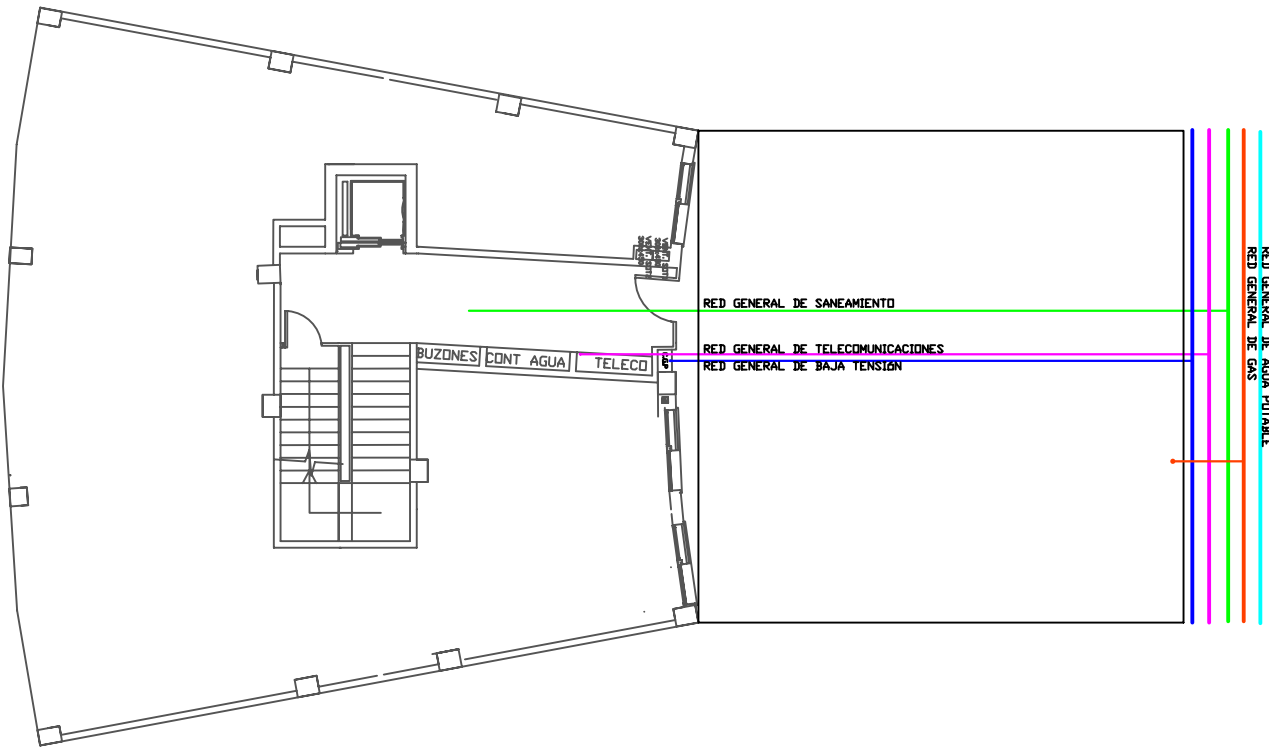 RED GENERAL DE SANEAMIENTO
BUZONES
CONT AGUA
TELECO
CGP
RED GENERAL DE TELECOMUNICACIONES
RED GENERAL DE BAJA TENSIÓN
RED GENERAL DE GAS
RED GENERAL DE AGUA POTABLE